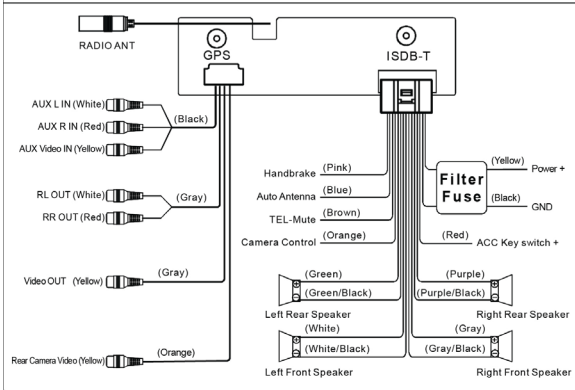 RADIO ANT
GPS
ISDB-T
AUX L IN (White)
AUX R IN (Red)
AUX Video IN (Yellow)
(Black)
RL OUT (White)
RR OUT (Red)
(Gray)
Video OUT (Yellow)
(Gray)
Rear Camera Video (Yellow)
(Orange)
Handbrake (Pink)
Auto Antenna (Blue)
TEL-Mute (Brown)
Camera Control (Orange)
Filter
Fuse
(Yellow) Power +
(Black) GND
(Red) ACC Key switch +
(Green)
(Green/Black)
Left Rear Speaker
(Purple)
(Purple/Black)
Right Rear Speaker
(White)
(White/Black)
Left Front Speaker
(Gray)
(Gray/Black)
Right Front Speaker